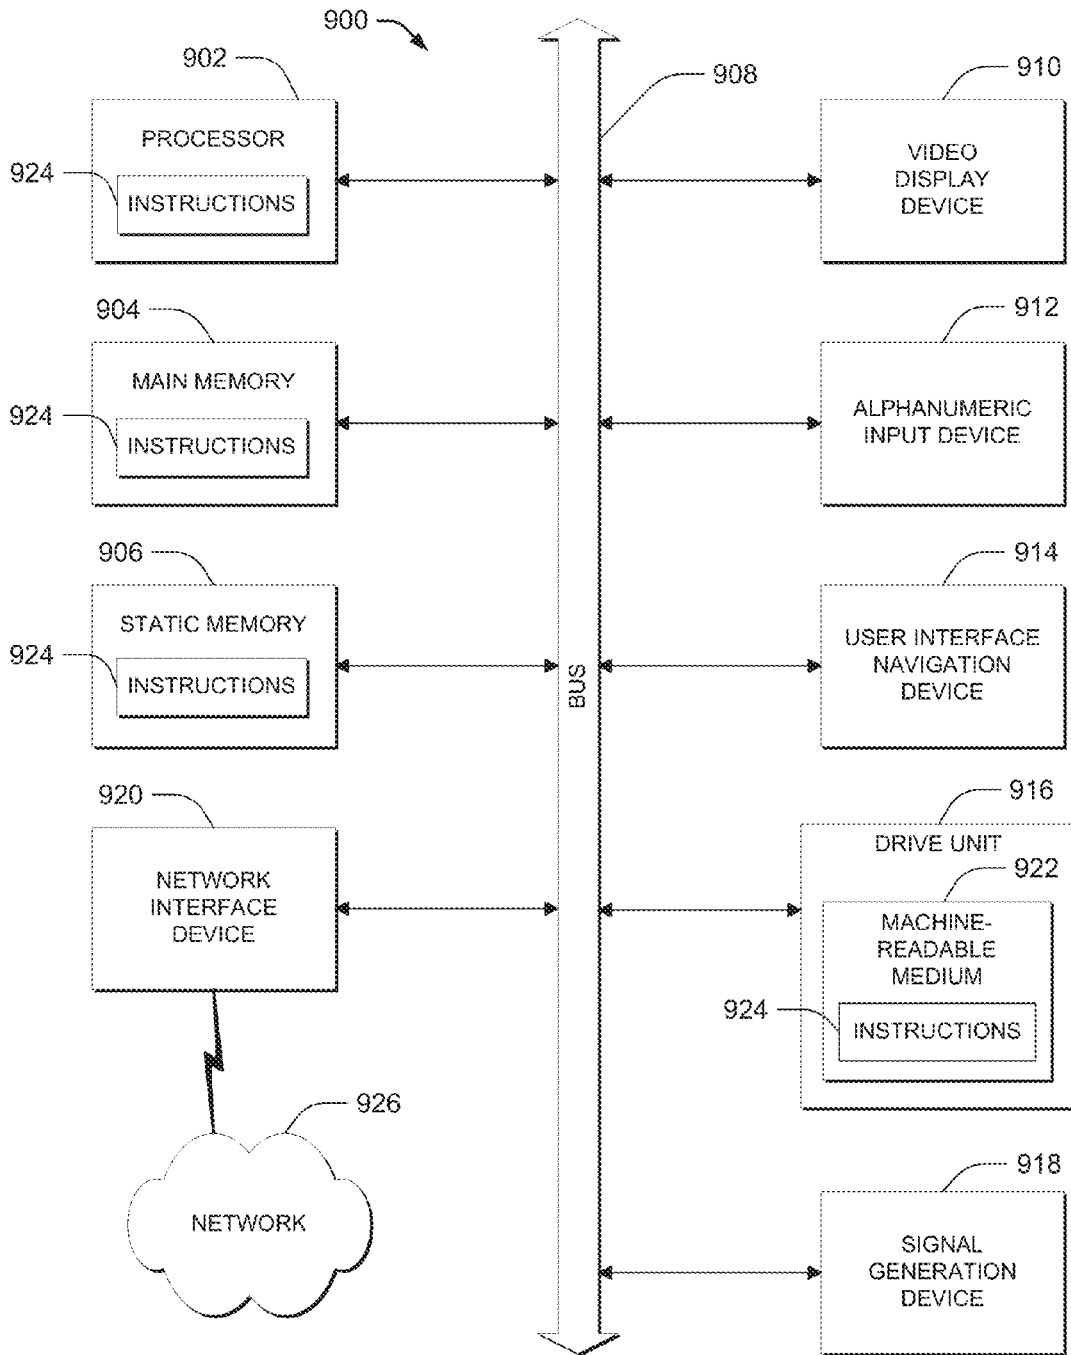 900
902
PROCESSOR
924
INSTRUCTIONS
904
MAIN MEMORY
924
INSTRUCTIONS
906
STATIC MEMORY
924
INSTRUCTIONS
920
NETWORK
INTERFACE
DEVICE
926
NETWORK
908
BUS
910
VIDEO
DISPLAY
DEVICE
912
ALPHANUMERIC
INPUT DEVICE
914
USER INTERFACE
NAVIGATION
DEVICE
916
DRIVE UNIT
922
MACHINE-
READABLE
MEDIUM
924
INSTRUCTIONS
918
SIGNAL
GENERATION
DEVICE